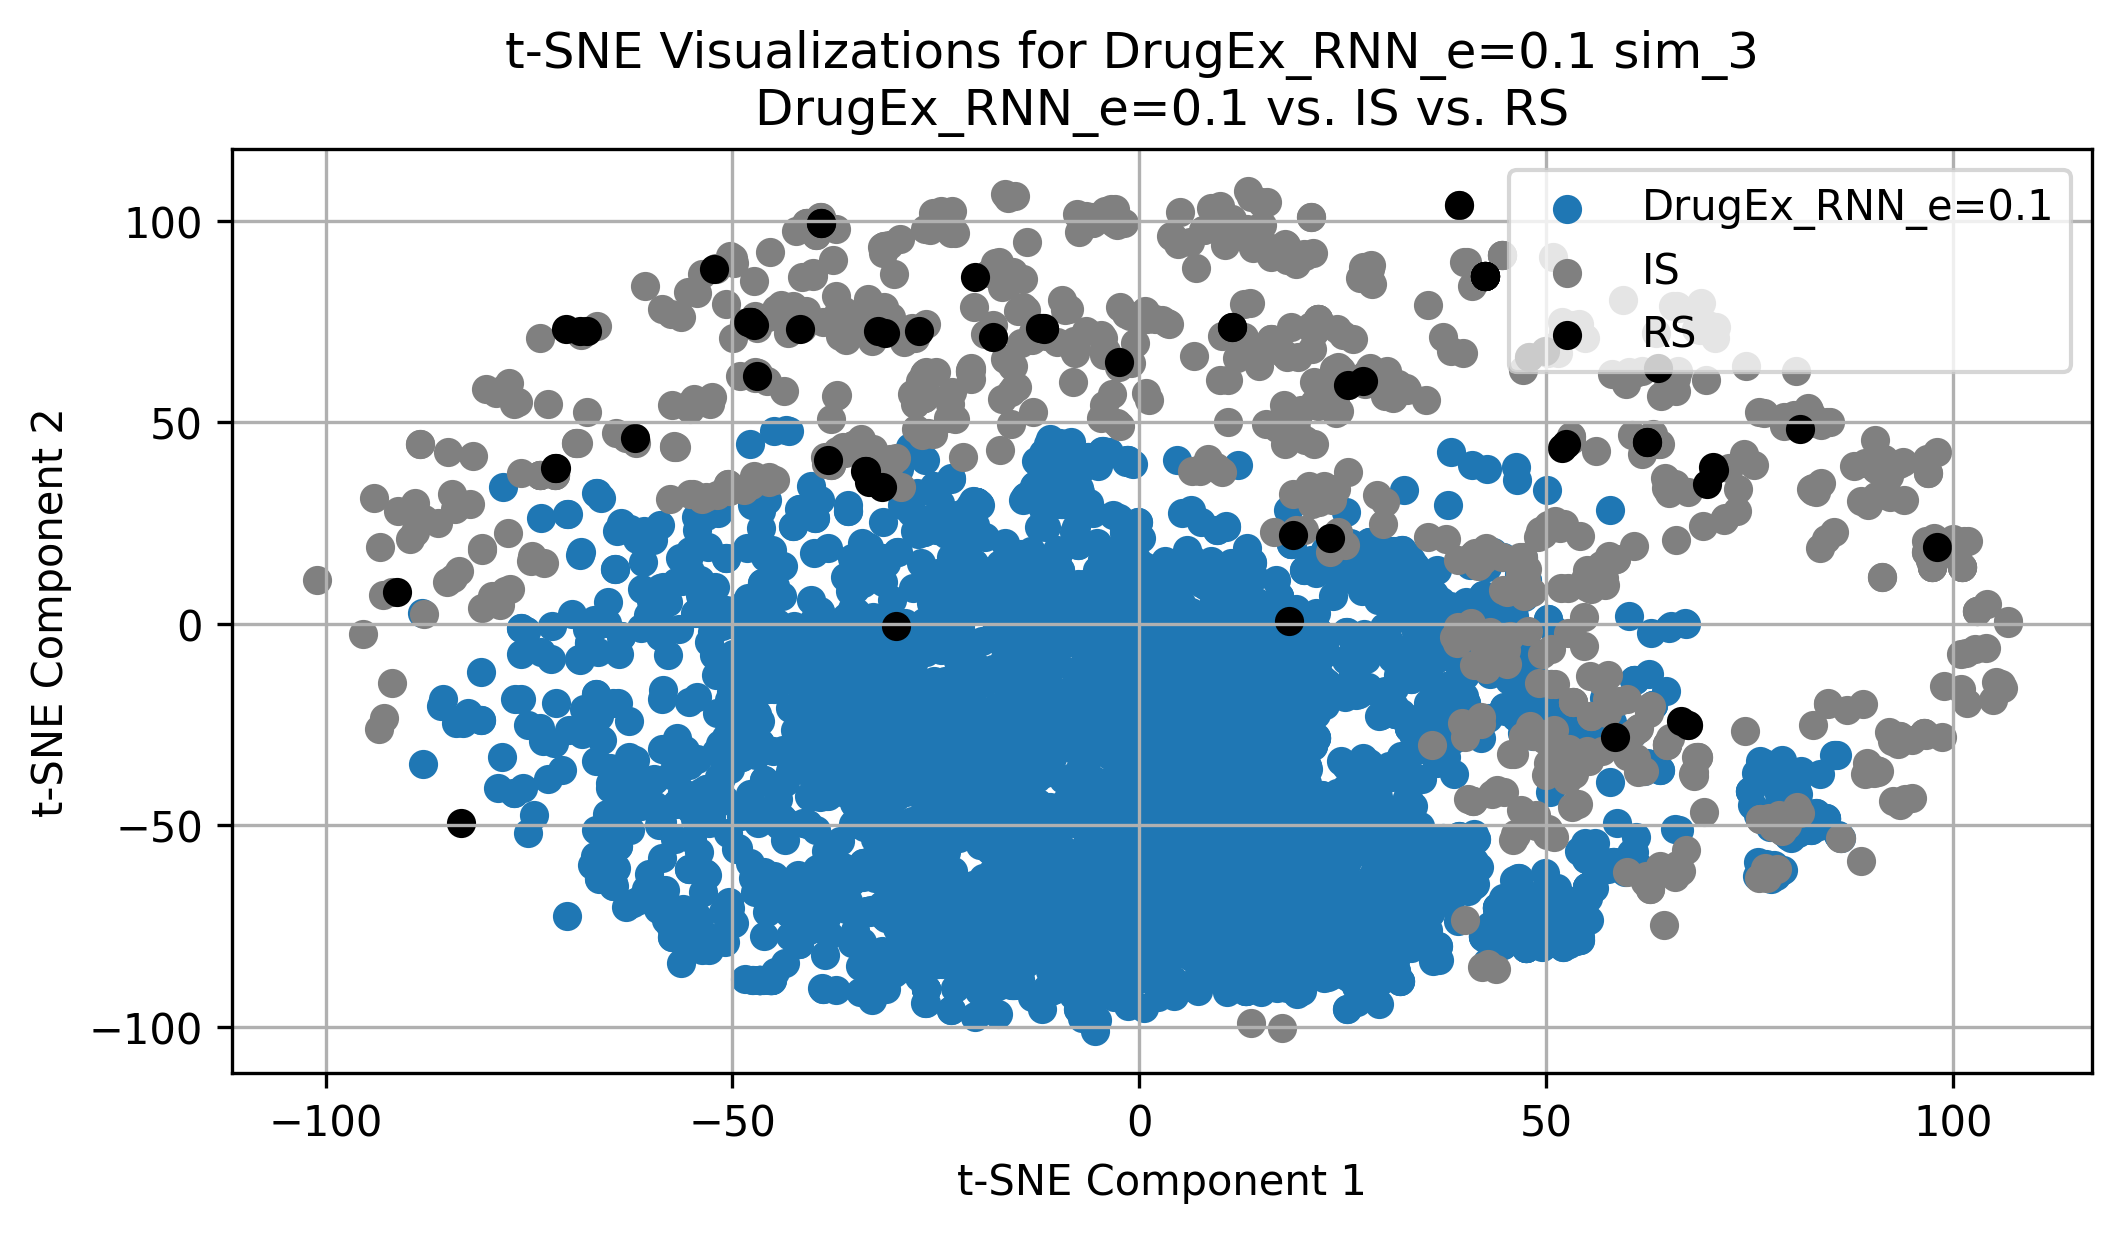 t-SNE Visualizations for DrugEx_RNN_e=0.1 sim_3
DrugEx_RNN_e=0.1 vs. IS vs. RS
DrugEx_RNN_e=0.1
IS
RS
100
50
0
−50
−100
t-SNE Component 2
−100
−50
0
50
100
t-SNE Component 1